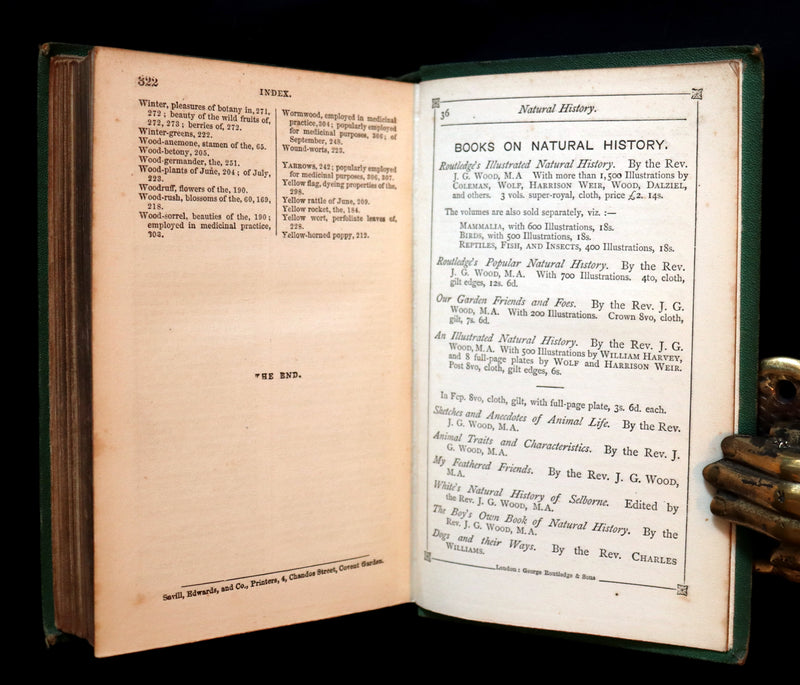 322
INDEX.
Winter, pleasures of botany in, 271,
272 ; beauty of the wild fruits of,
272, 273 ; berries of, 272.
Winter-greens, 222.
Wood-anemone, stamen of the, 65.
Wood-betony, 205.
Wood-germander, the, 251.
Wood-plants of June, 204 ; of July,
223.
Woodruff, flowers of the, 190.
Wood-rush, blossoms of the, 60, 169,
218.
Wood-sorrel, beauties of the, 190 ;
employed in medicinal practice,
303.
Wormwood, employed in medicinal
practice, 304 ; popularly employed
for medicinal purposes, 306 ; of
September, 248.
Wound-worts, 223.
YARROWS, 242 ; popularly employed
for medicinal purposes, 306, 307.
Yellow flag, dyeing properties of the,
298.
Yellow rattle of June, 209.
Yellow rocket, the, 184.
Yellow wort, perfoliate leaves of,
228.
Yellow-horned poppy, 212.
THE END.
Savill, Edwards, and Co., Printers, 4, Chandos Street, Covent Garden.
36
Natural History.
BOOKS ON NATURAL HISTORY.
Routledge's Illustrated Natural History. By the Rev.
J. G. WOOD, M.A With more than 1,500 Illustrations by
COLEMAN, WOLF, HARRISON WEIR, WOOD, DALZIEL,
and others. 3 vols. super-royal, cloth, price £2. 14s.
The volumes are also sold separately, viz. :—
MAMMALIA, with 600 Illustrations, 18s.
BIRDS, with 500 Illustrations, 18s.
REPTILES, FISH, AND INSECTS, 400 Illustrations, 18s.
Routledge's Popular Natural History. By the Rev.
J. G. WOOD, M.A. With 700 Illustrations. 4to, cloth,
gilt edges, 12s. 6d.
Our Garden Friends and Foes. By the Rev. J. G.
WOOD, M.A. With 200 Illustrations. Crown 8vo, cloth,
gilt, 7s. 6d.
An Illustrated Natural History. By the Rev. J. G.
WOOD, M.A. With 500 Illustrations by WILLIAM HARVEY,
and 8 full-page plates by WOLF and HARRISON WEIR.
Post 8vo, cloth, gilt edges, 6s.
In Fcp. 8vo, cloth, gilt, with full-page plate, 3s. 6d. each.
Sketches and Anecdotes of Animal Life. By the Rev.
J. G. WOOD, M.A.
Animal Traits and Characteristics. By the Rev. J.
G. WOOD, M.A.
My Feathered Friends. By the Rev. J. G. WOOD,
M.A.
White's Natural History of Selborne. Edited by
the Rev. J. G. WOOD, M.A.
The Boy's Own Book of Natural History. By the
Rev. J. G. WOOD, M.A.
Dogs and their Ways. By the Rev. CHARLES
WILLIAMS.
London : George Routledge & Sons